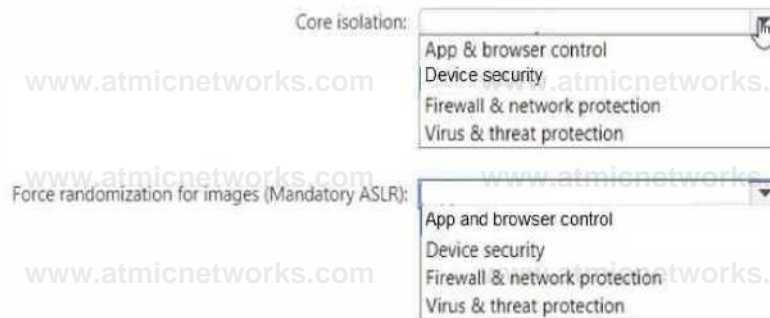 Core isolation:
App & browser control
Device security
www.atmicnetworks.com www.atmicnetworks.
Firewall & network protection
Virus & threat protection
www.atmicnetworks.com www.atmicnetworks.
Force randomization for images (Mandatory ASLR):
App and browser control
Device security
www.atmicnetworks.com www.atmicnetworks.
Firewall & network protection
Virus & threat protection